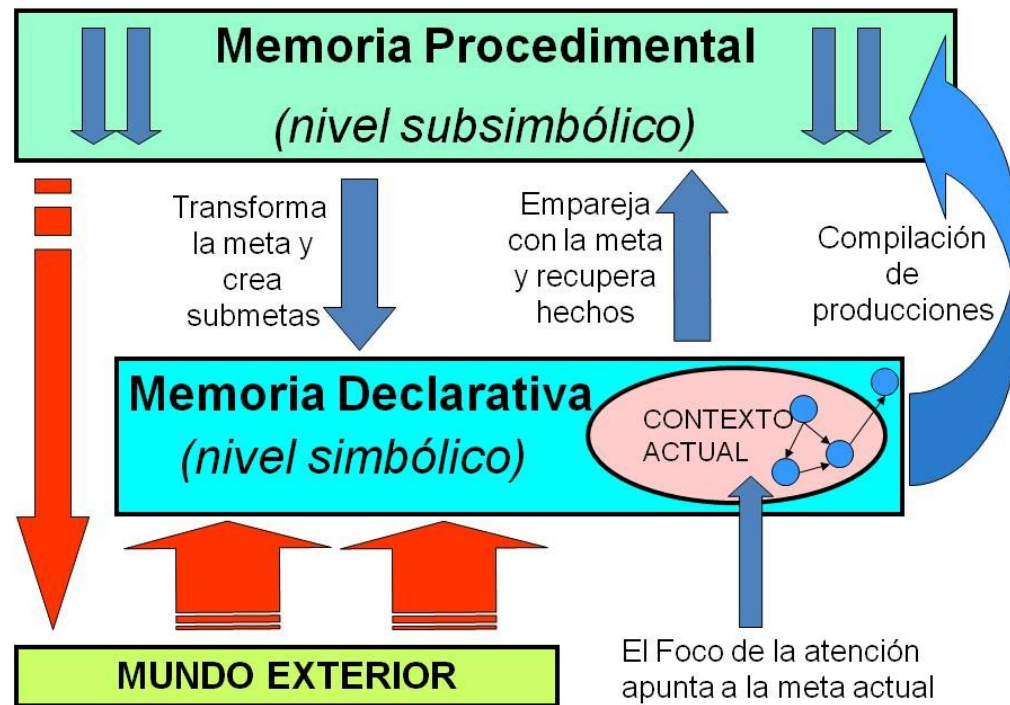 Memoria Procedimental
(nivel subsimbólico)
Transforma
la meta y
crea
submetas
Empareja
con la meta
y recupera
hechos
Compilación
de
producciones
Memoria Declarativa
(nivel simbólico)
CONTEXTO
ACTUAL
MUNDO EXTERIOR
El Foco de la atención
apunta a la meta actual